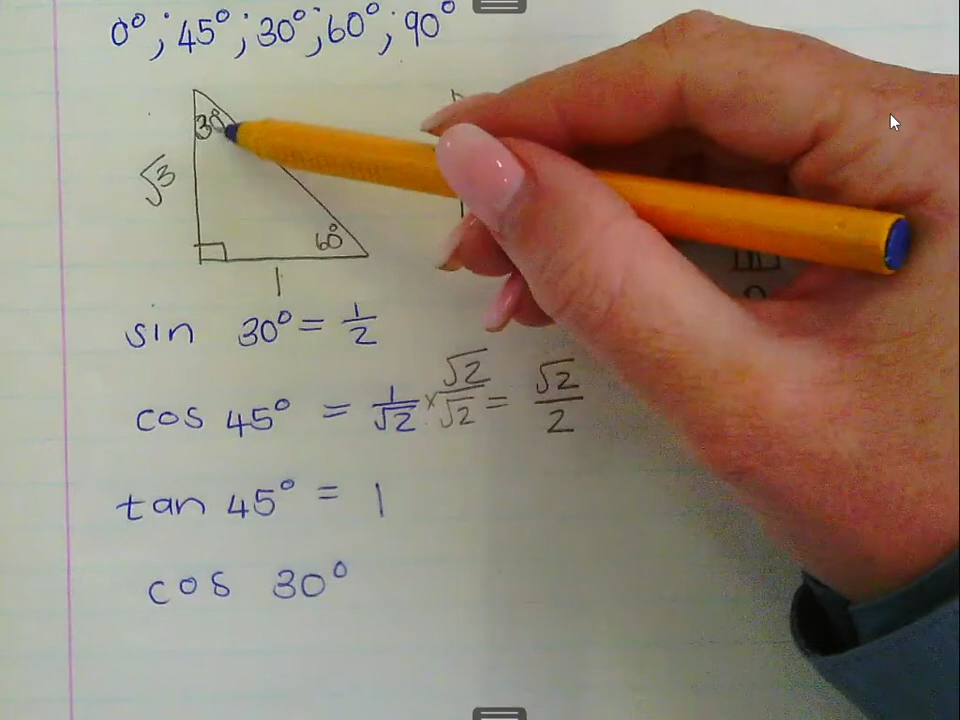 0° ; 45° ; 30° ; 60° ; 90°
30°
√3
60°
1
sin 30° = 1/2
cos 45° = 1/√2 × √2/√2 = √2/2
tan 45° = 1
cos 30°